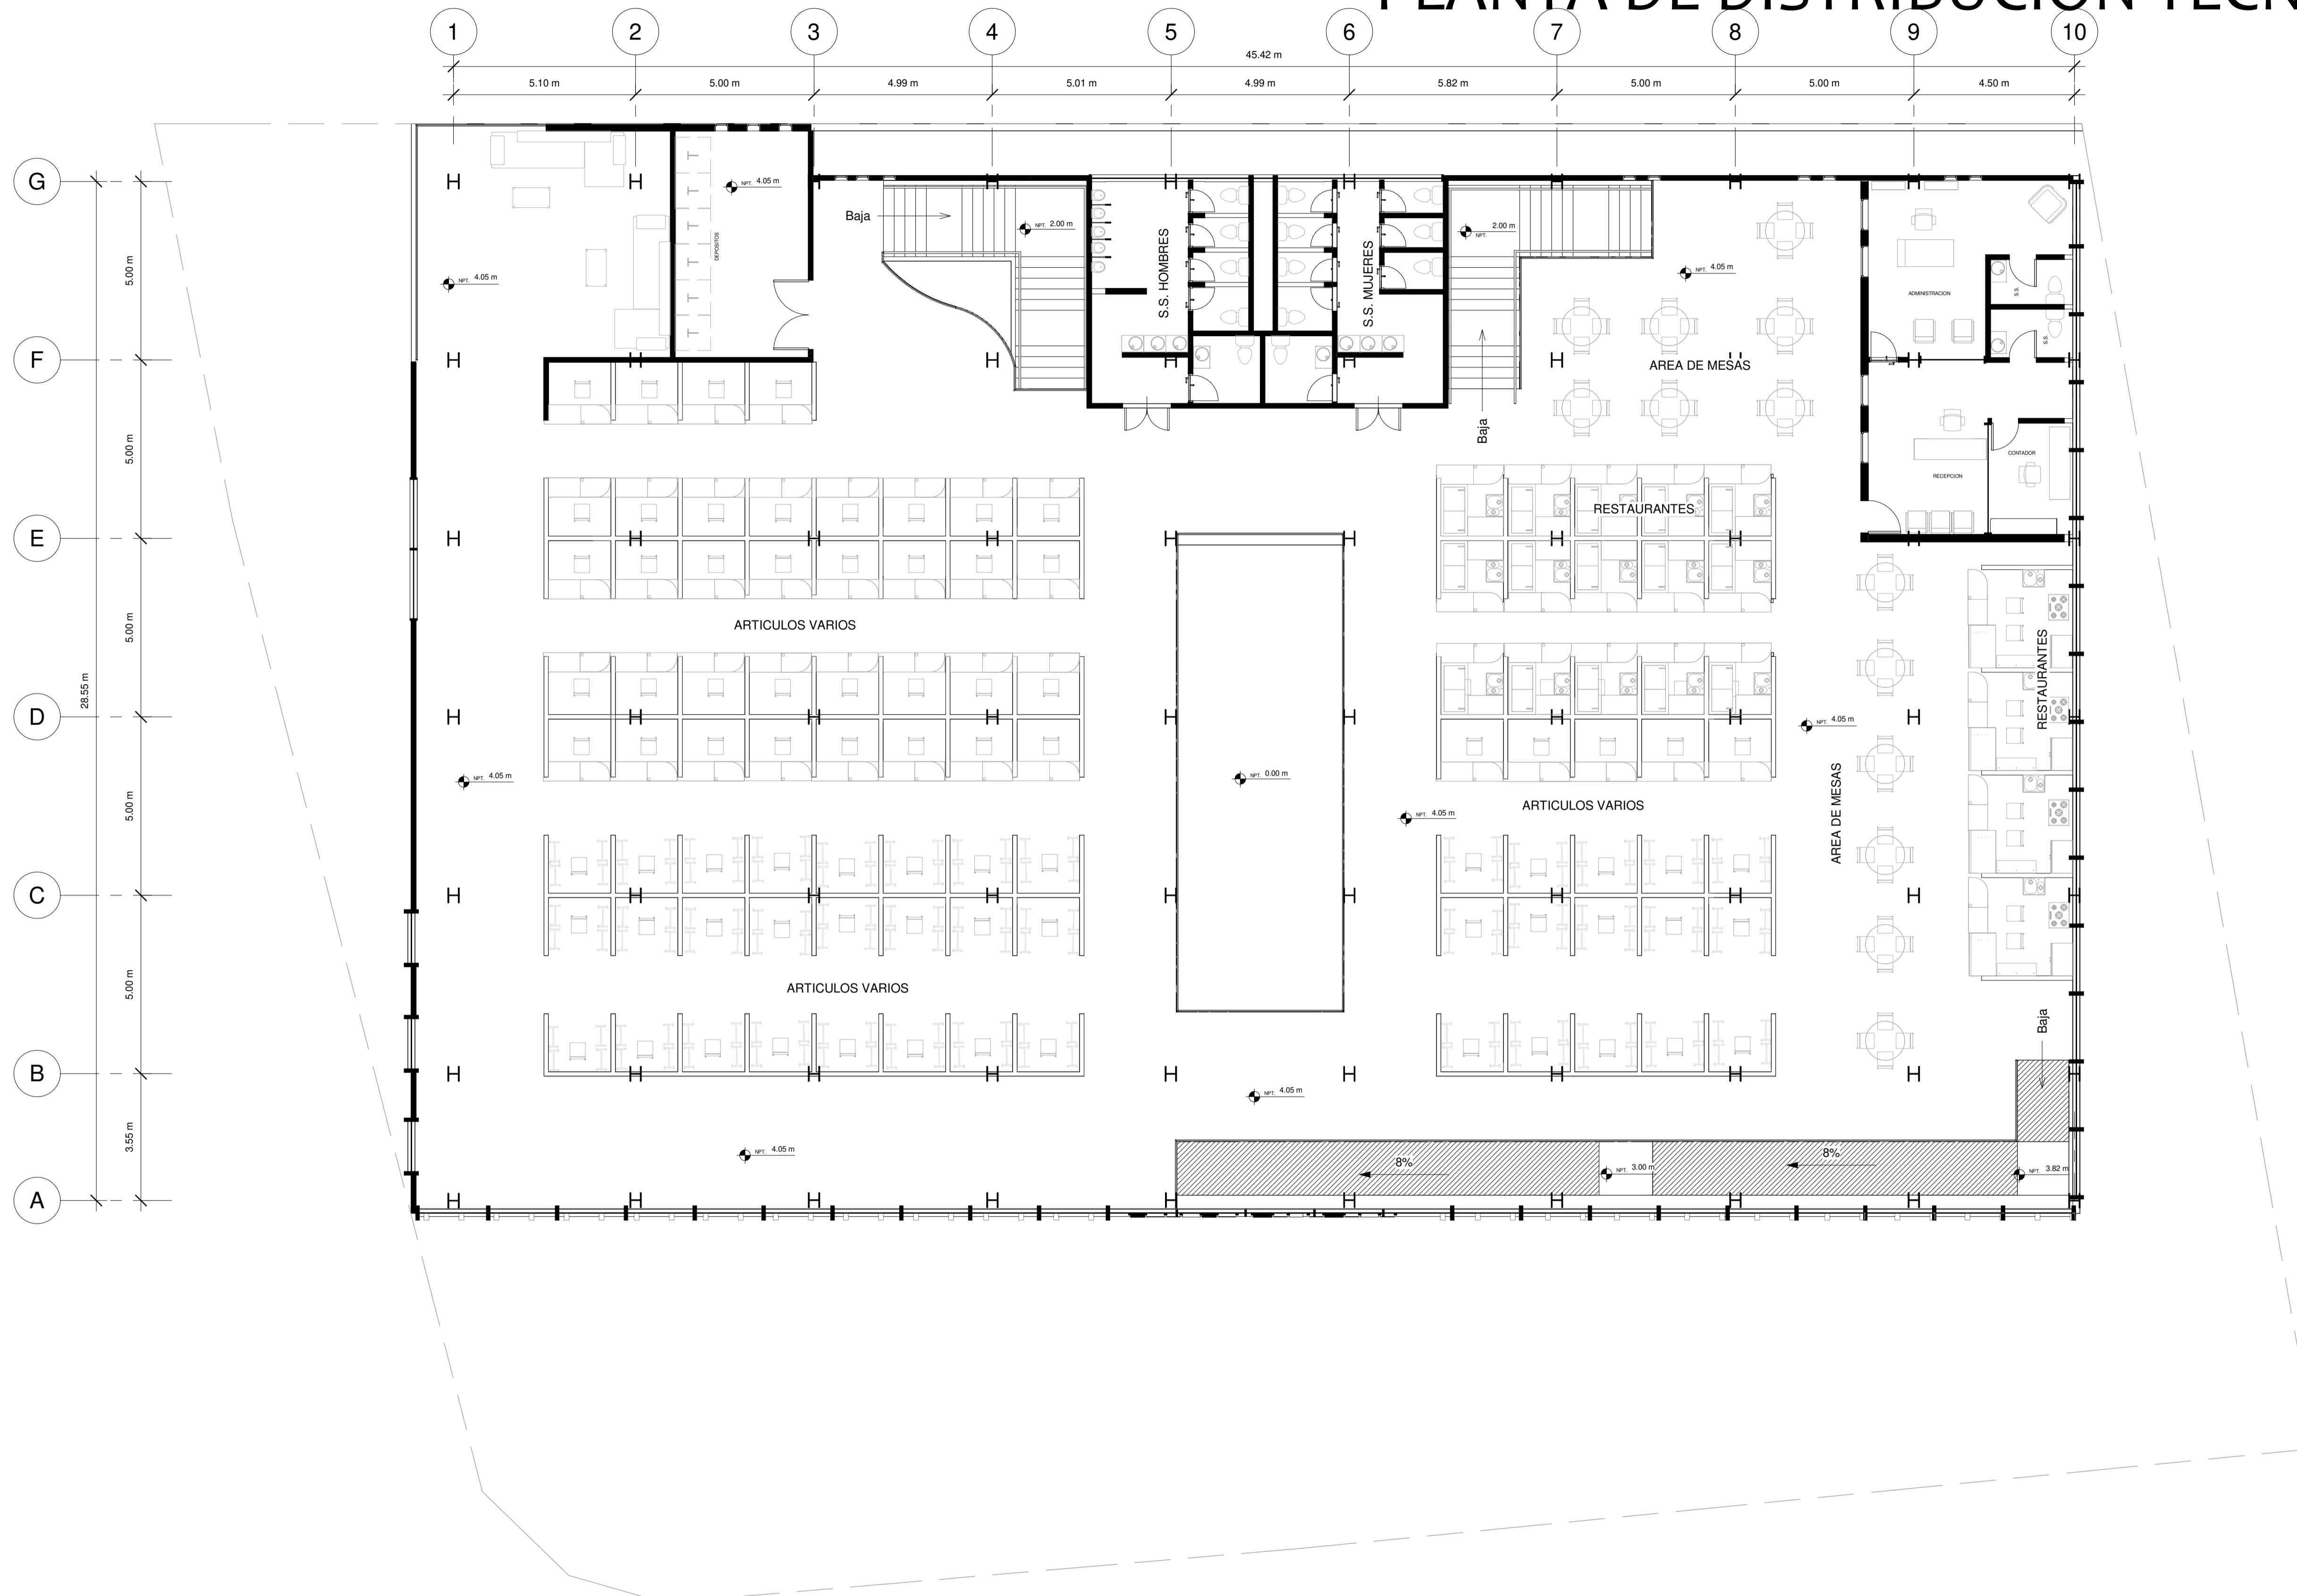 PLANTA DE DISTRIBUCION TECN
1 2 3 4 5 6 7 8 9 10
45.42 m
5.10 m 5.00 m 4.99 m 5.01 m 4.99 m 5.82 m 5.00 m 5.00 m 4.50 m
G
F
E
D
C
B
A
28.55 m
5.00 m
5.00 m
5.00 m
5.00 m
5.00 m
3.55 m
NPT. 4.05 m
DEPOSITOS
NPT. 4.05 m
Baja
NPT. 2.00 m
S.S. HOMBRES
S.S. MUJERES
2.00 m
NPT.
Baja
NPT. 4.05 m
AREA DE MESAS
ADMINISTRACION
S.S.
S.S.
RECEPCION
CONTADOR
RESTAURANTES
ARTICULOS VARIOS
RESTAURANTES
NPT. 4.05 m
NPT. 4.05 m
NPT. 0.00 m
ARTICULOS VARIOS
NPT. 4.05 m
AREA DE MESAS
ARTICULOS VARIOS
Baja
NPT. 4.05 m
NPT. 4.05 m
8%
NPT. 3.00 m
8%
NPT. 3.82 m